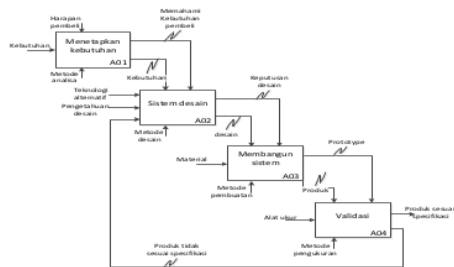 Harapan
pembeli
Memahami
Kebutuhan
pembeli
Kebutuhan
Menetapkan
kebutuhan
A01
Metode
analisa
Kebutuhan
Teknologi
alternatif
Pengetahuan
desain
Sistem desain
A02
Keputusan
desain
Metode
desain
desain
Material
Membangun
sistem
A03
Prototype
Metode
pembuatan
Produk
Alat ukur
Validasi
A04
Produk sesuai
spesifikasi
Metode
pengukuran
Produk tidak
sesuai spesifikasi